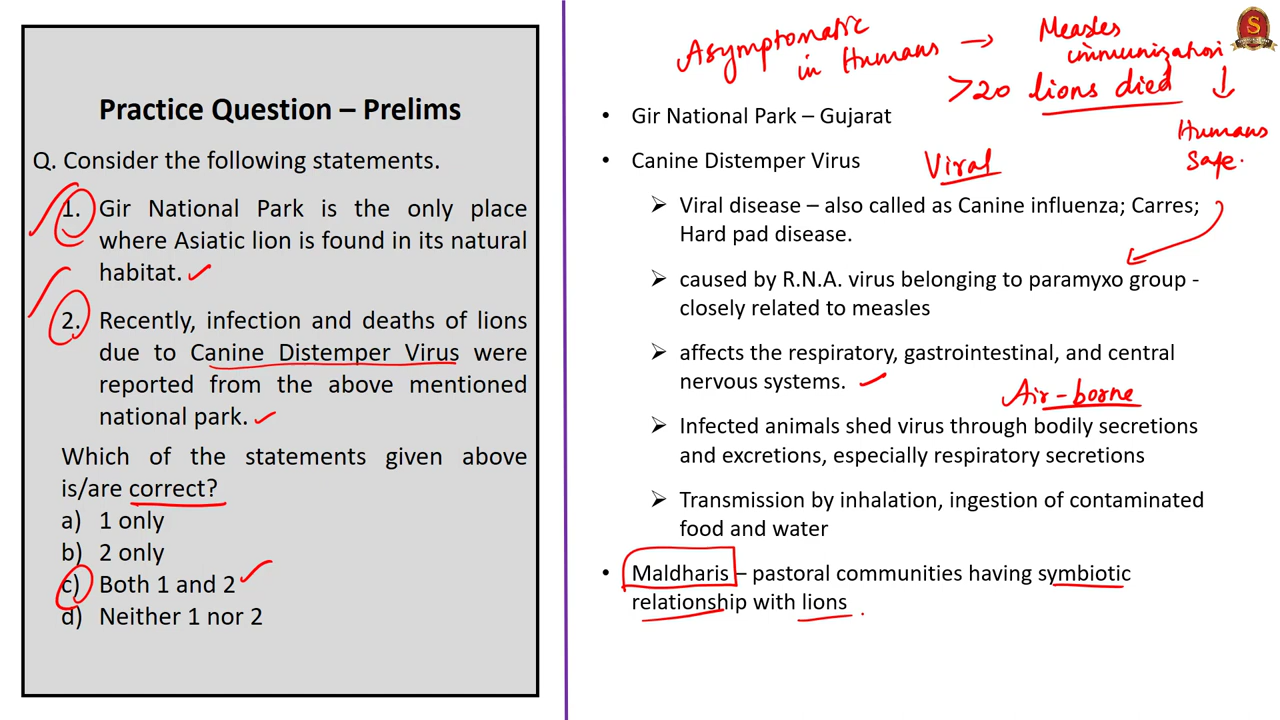 Practice Question – Prelims
Q. Consider the following statements.
1. Gir National Park is the only place
where Asiatic lion is found in its natural
habitat.
2. Recently, infection and deaths of lions
due to Canine Distemper Virus were
reported from the above mentioned
national park.
Which of the statements given above
is/are correct?
a) 1 only
b) 2 only
c) Both 1 and 2
d) Neither 1 nor 2
Asymptomatic
in Humans →
Measles
immunization
>20 lions died
Humans
Safe.
S
• Gir National Park – Gujarat
• Canine Distemper Virus
Viral
➢ Viral disease – also called as Canine influenza; Carres;
Hard pad disease.
➢ caused by R.N.A. virus belonging to paramyxo group -
closely related to measles
➢ affects the respiratory, gastrointestinal, and central
nervous systems.
Air-borne
➢ Infected animals shed virus through bodily secretions
and excretions, especially respiratory secretions
➢ Transmission by inhalation, ingestion of contaminated
food and water
• Maldharis – pastoral communities having symbiotic
relationship with lions